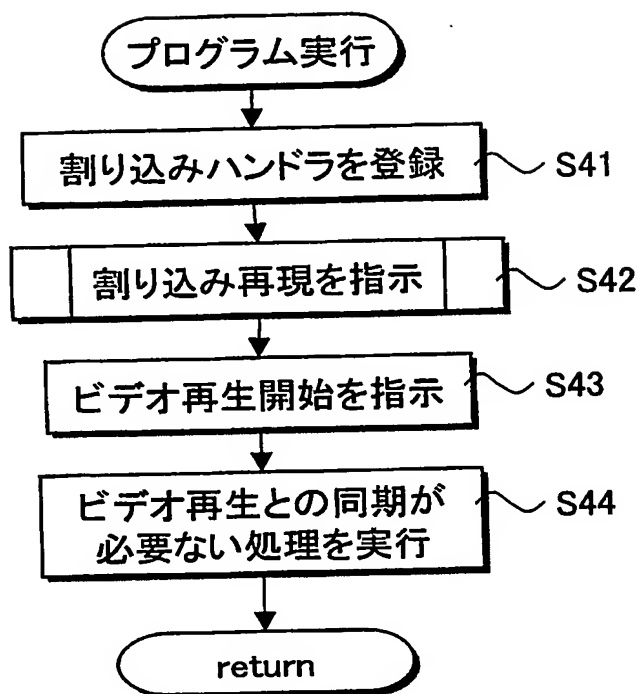 プログラム実行
割り込みハンドラを登録
S41
割り込み再現を指示
S42
ビデオ再生開始を指示
S43
ビデオ再生との同期が
必要ない処理を実行
S44
return